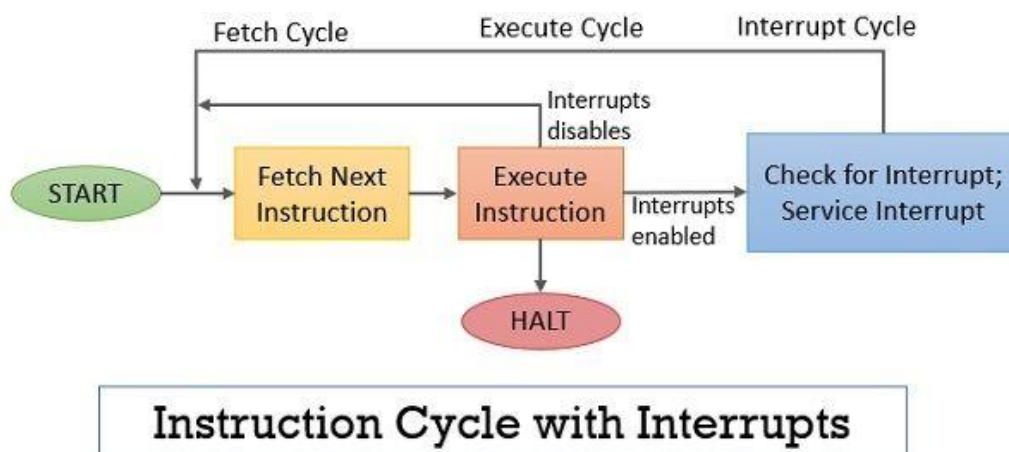 Fetch Cycle
Execute Cycle
Interrupt Cycle
Interrupts
disables
START
Fetch Next
Instruction
Execute
Instruction
Interrupts
enabled
Check for Interrupt;
Service Interrupt
HALT
Instruction Cycle with Interrupts